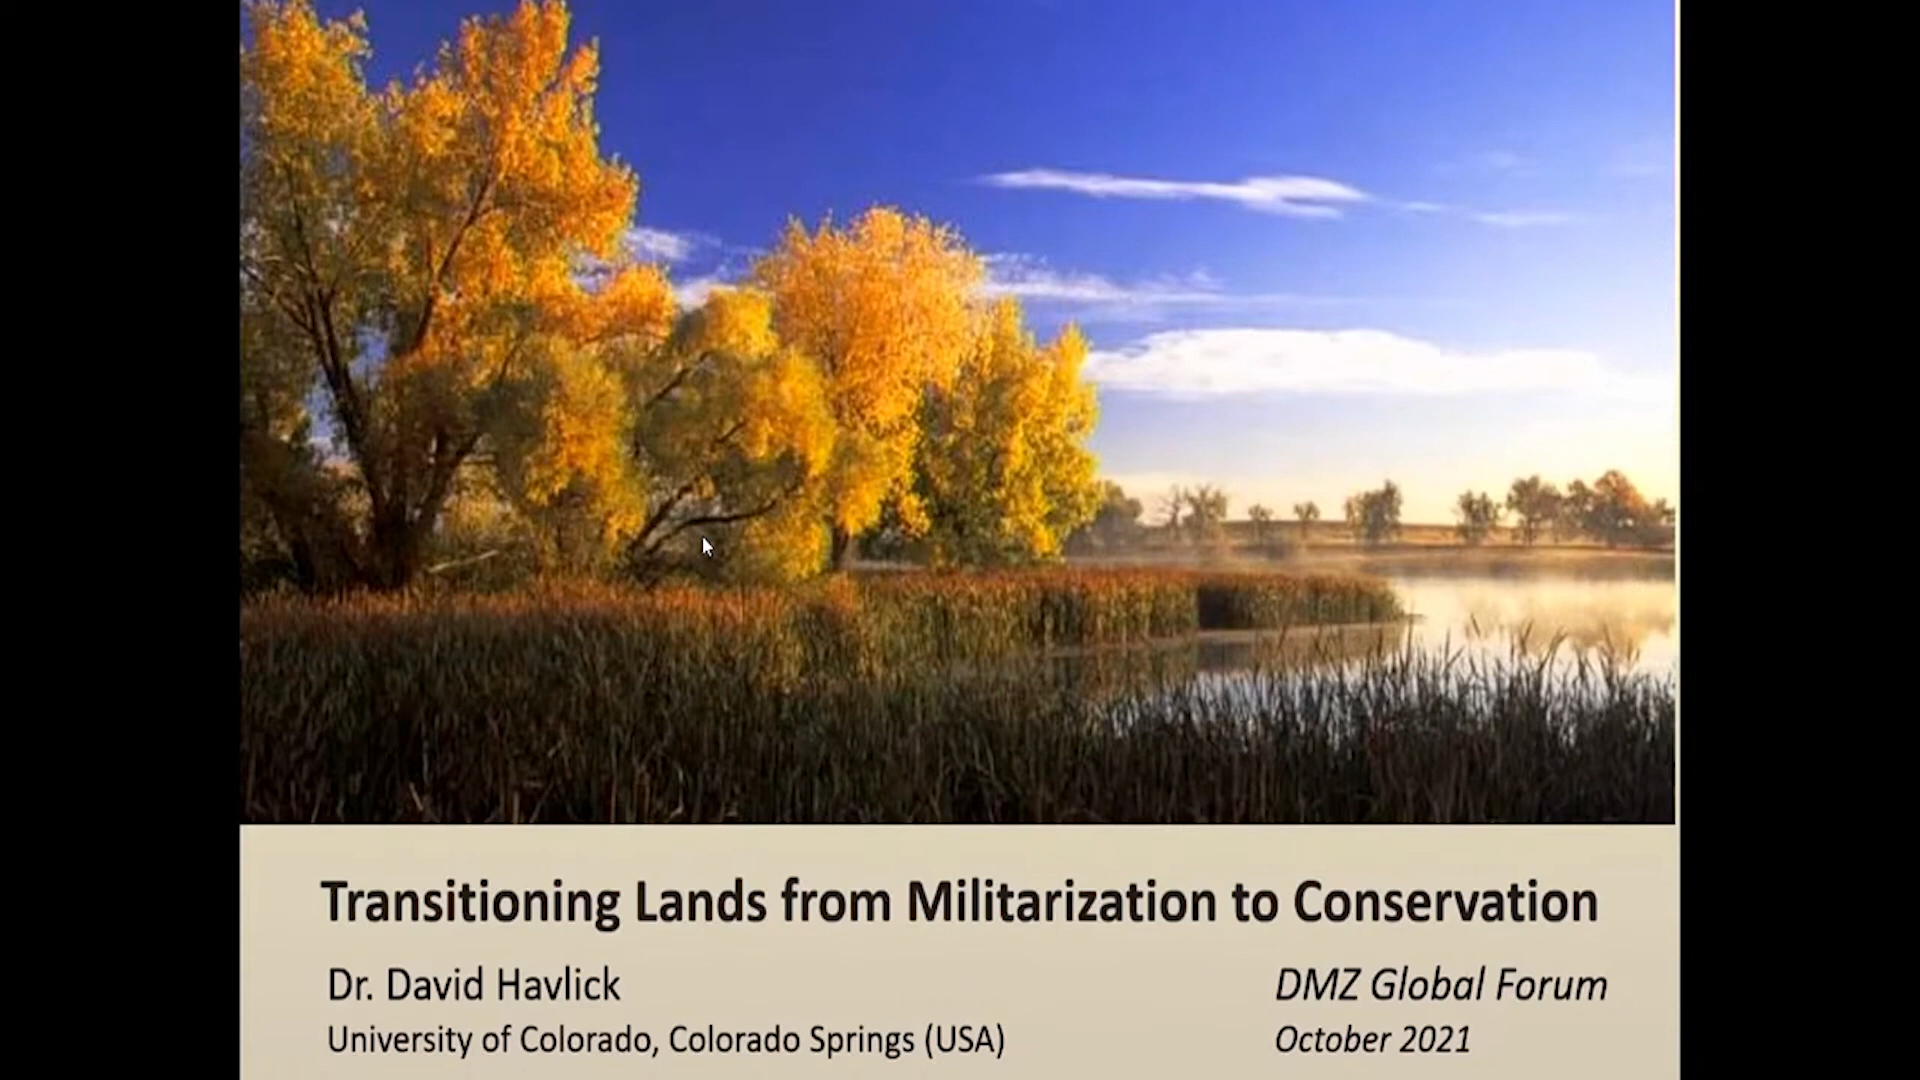 Transitioning Lands from Militarization to Conservation
Dr. David Havlick
DMZ Global Forum
University of Colorado, Colorado Springs (USA)
October 2021